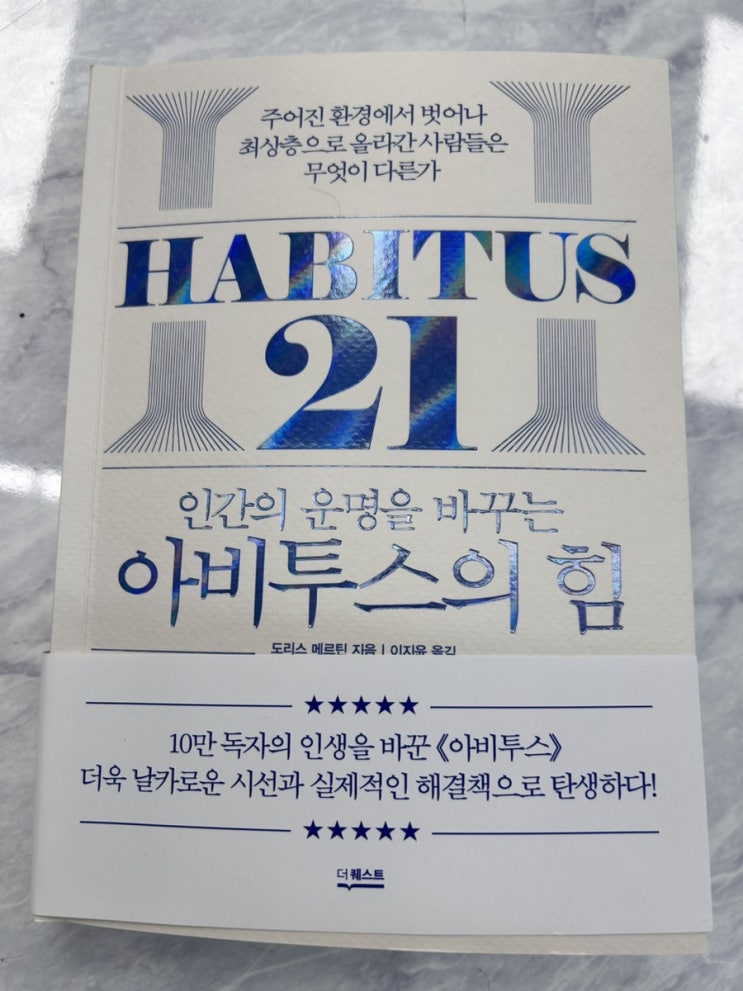 주어진 환경에서 벗어나
최상층으로 올라간 사람들은
무엇이 다른가
HABITUS
21
인간의 운명을 바꾸는
아비투스의 힘
도리스 메르틴 지음 | 이지윤 옮김
★★★★★
10만 독자의 인생을 바꾼 《아비투스》
더욱 날카로운 시선과 실제적인 해결책으로 탄생하다!
★★★★★
더퀘스트